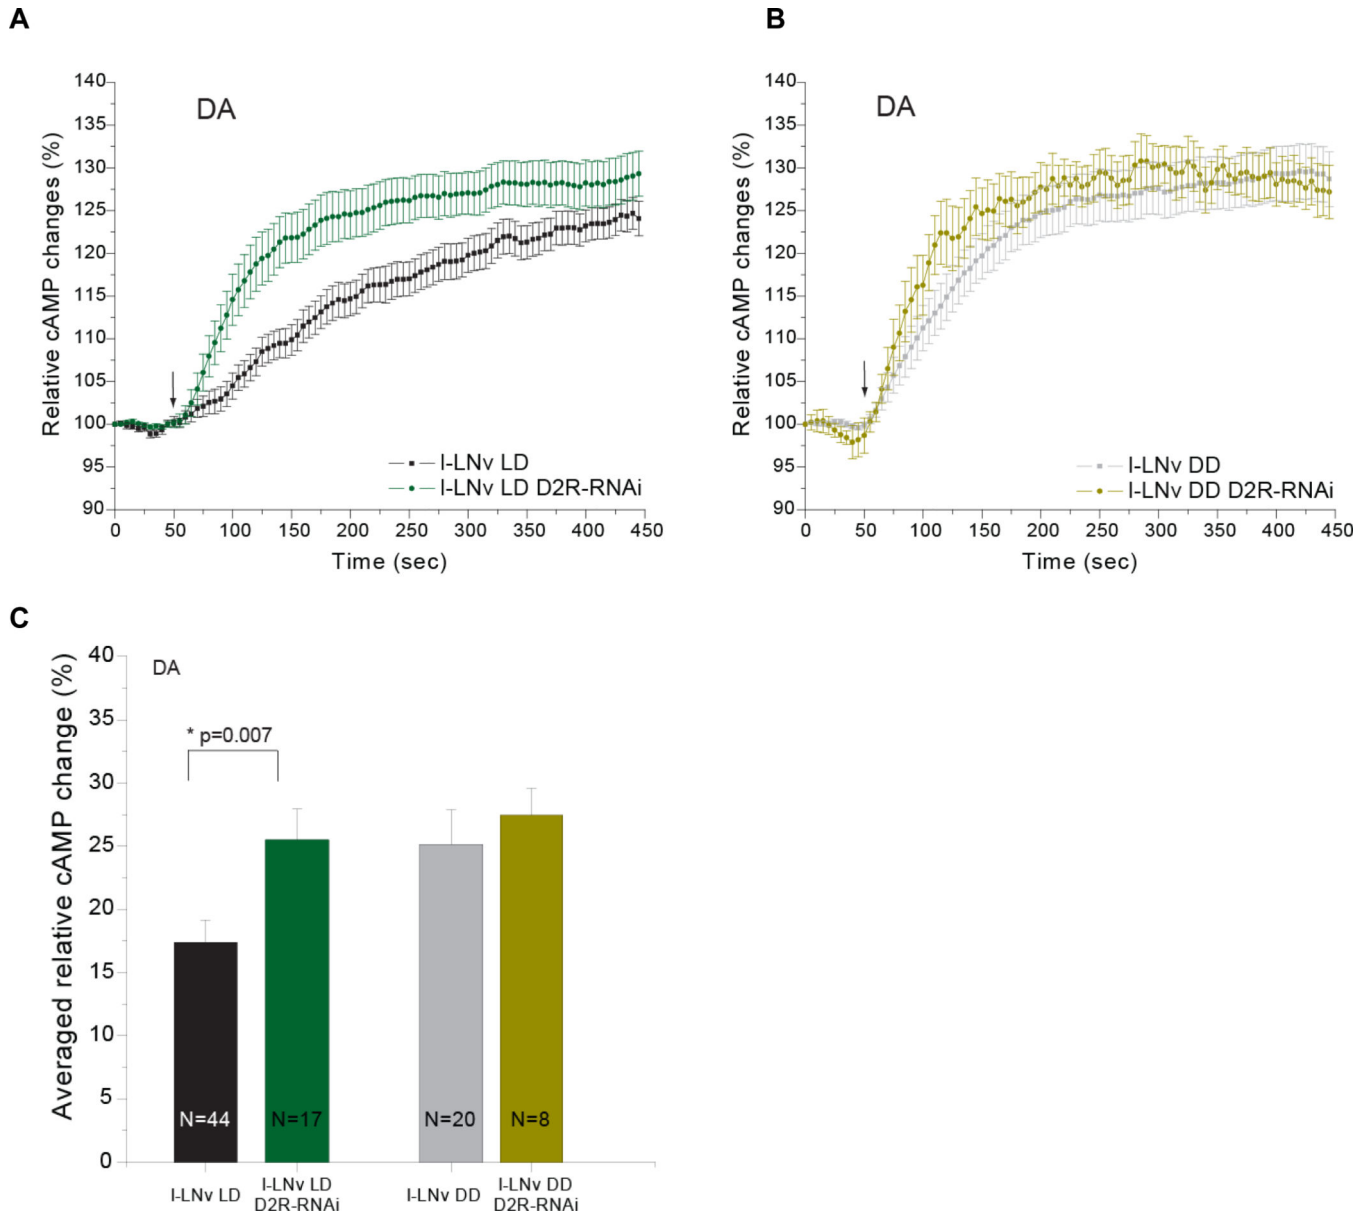 A
DA
Relative cAMP changes (%)
140
135
130
125
120
115
110
105
100
95
90
0 50 100 150 200 250 300 350 400 450
Time (sec)
l-LNv LD
l-LNv LD D2R-RNAi
B
DA
Relative cAMP changes (%)
140
135
130
125
120
115
110
105
100
95
90
0 50 100 150 200 250 300 350 400 450
Time (sec)
l-LNv DD
l-LNv DD D2R-RNAi
C
DA
Averaged relative cAMP change (%)
40
35
30
25
20
15
10
5
0
* p=0.007
N=44
N=17
N=20
N=8
l-LNv LD
l-LNv LD
D2R-RNAi
l-LNv DD
l-LNv DD
D2R-RNAi